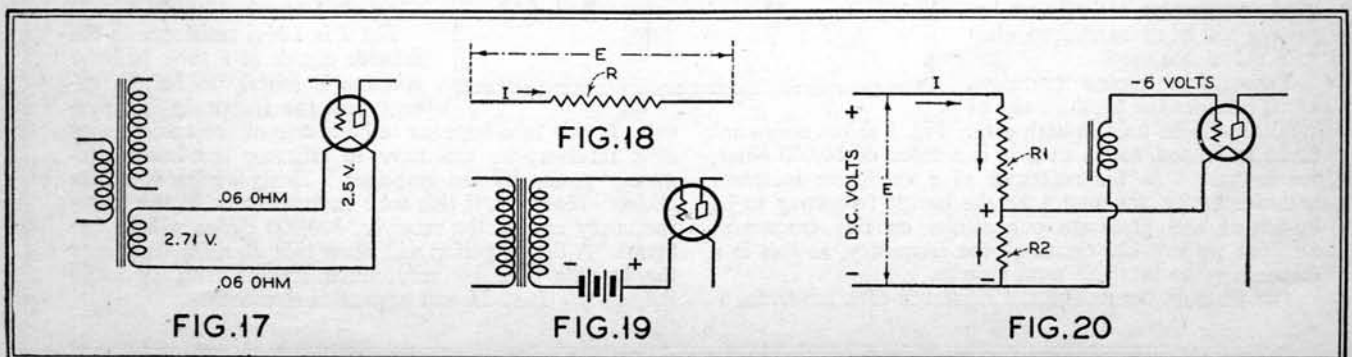 .06 OHM
2.71 V.
.06 OHM
2.5 V.
FIG.17
E
R
I
FIG.18
- +
FIG.19
I
+
D.C. VOLTS
E
-
R1
+
R2
-
-6 VOLTS
FIG.20